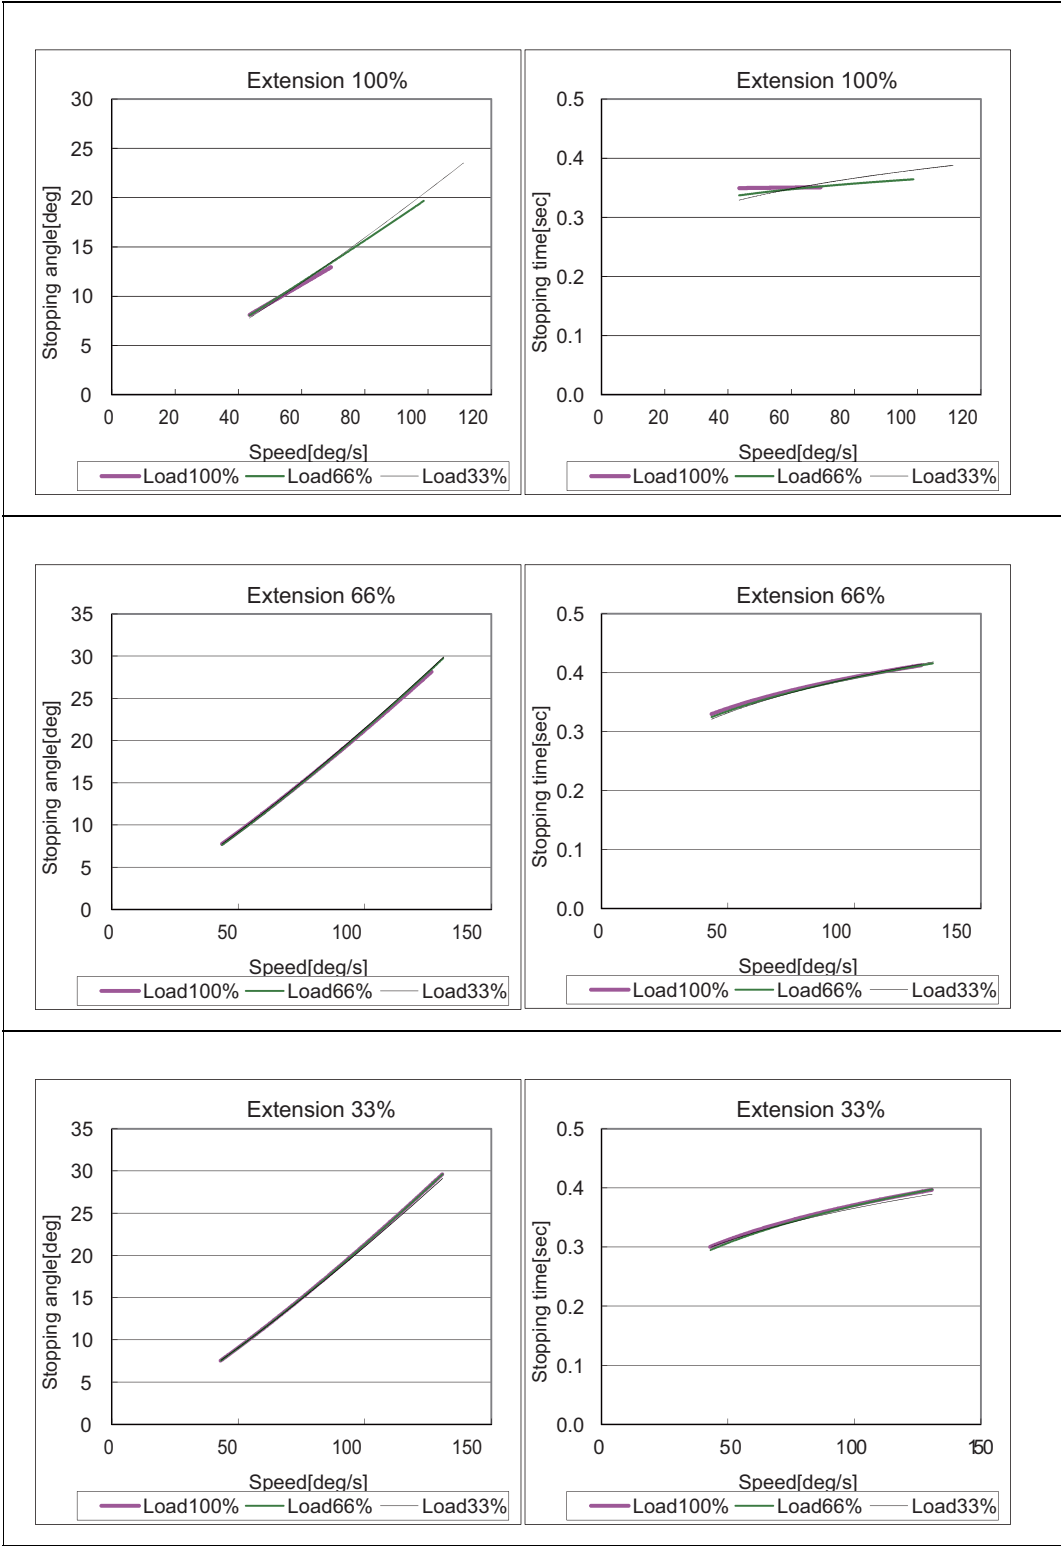 Extension 100%
Stopping angle[deg]
30
25
20
15
10
5
0
0 20 40 60 80 100 120
Speed[deg/s]
Load100% Load66% Load33%
Extension 100%
Stopping time[sec]
0.5
0.4
0.3
0.2
0.1
0.0
0 20 40 60 80 100 120
Speed[deg/s]
Load100% Load66% Load33%
Extension 66%
Stopping angle[deg]
35
30
25
20
15
10
5
0
0 50 100 150
Speed[deg/s]
Load100% Load66% Load33%
Extension 66%
Stopping time[sec]
0.5
0.4
0.3
0.2
0.1
0.0
0 50 100 150
Speed[deg/s]
Load100% Load66% Load33%
Extension 33%
Stopping angle[deg]
35
30
25
20
15
10
5
0
0 50 100 150
Speed[deg/s]
Load100% Load66% Load33%
Extension 33%
Stopping time[sec]
0.5
0.4
0.3
0.2
0.1
0.0
0 50 100 150
Speed[deg/s]
Load100% Load66% Load33%